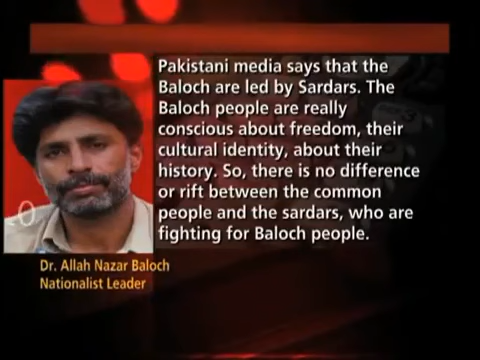 Pakistani media says that the
Baloch are led by Sardars. The
Baloch people are really
conscious about freedom, their
cultural identity, about their
history. So, there is no difference
or rift between the common
people and the sardars, who are
fighting for Baloch people.
.0
Dr. Allah Nazar Baloch
Nationalist Leader